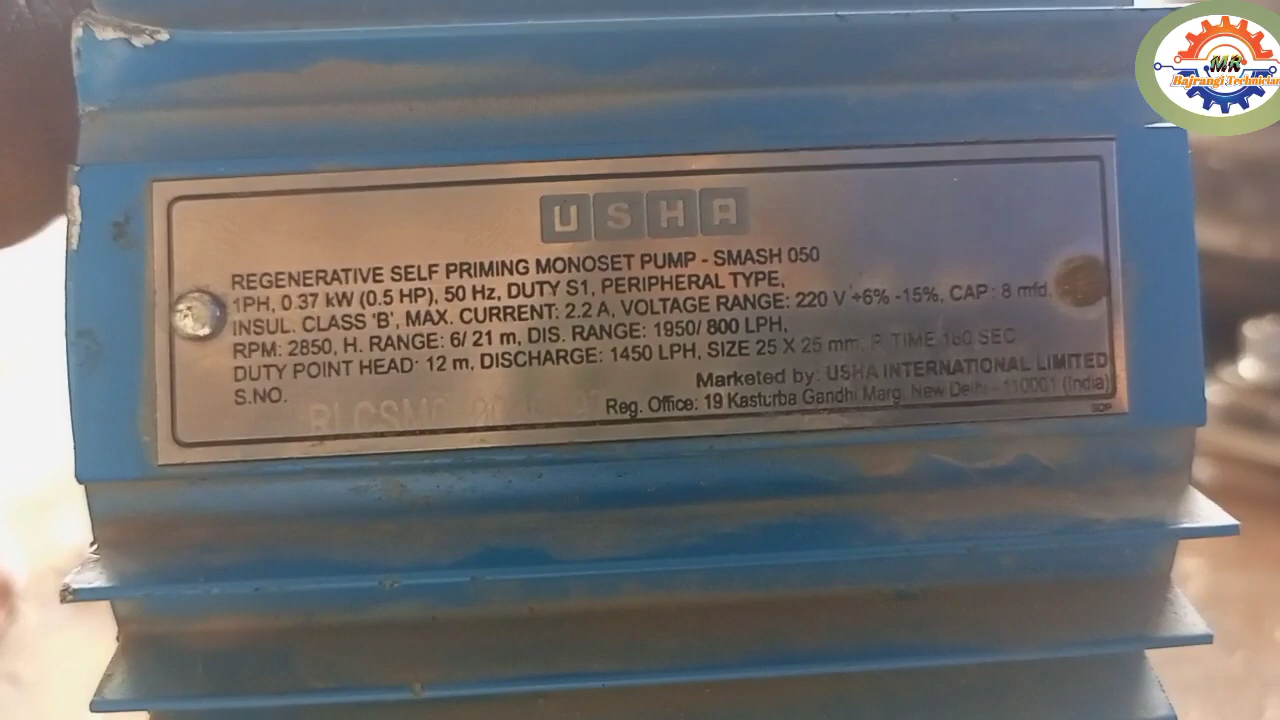 MR
Bajrangi Technician
USHA
REGENERATIVE SELF PRIMING MONOSET PUMP - SMASH 050
1PH, 0.37 kW (0.5 HP), 50 Hz, DUTY S1, PERIPHERAL TYPE,
INSUL. CLASS 'B', MAX. CURRENT: 2.2 A, VOLTAGE RANGE: 220 V +6% -15%, CAP : 8 mfd,
RPM: 2850, H. RANGE: 6/ 21 m, DIS. RANGE: 1950/ 800 LPH,
DUTY POINT HEAD: 12 m, DISCHARGE: 1450 LPH, SIZE 25 X 25 mm, P. TIME 180 SEC
S.NO.
Marketed by: USHA INTERNATIONAL LIMITED
Reg. Office: 19 Kasturba Gandhi Marg, New Delhi - 110001 (India)